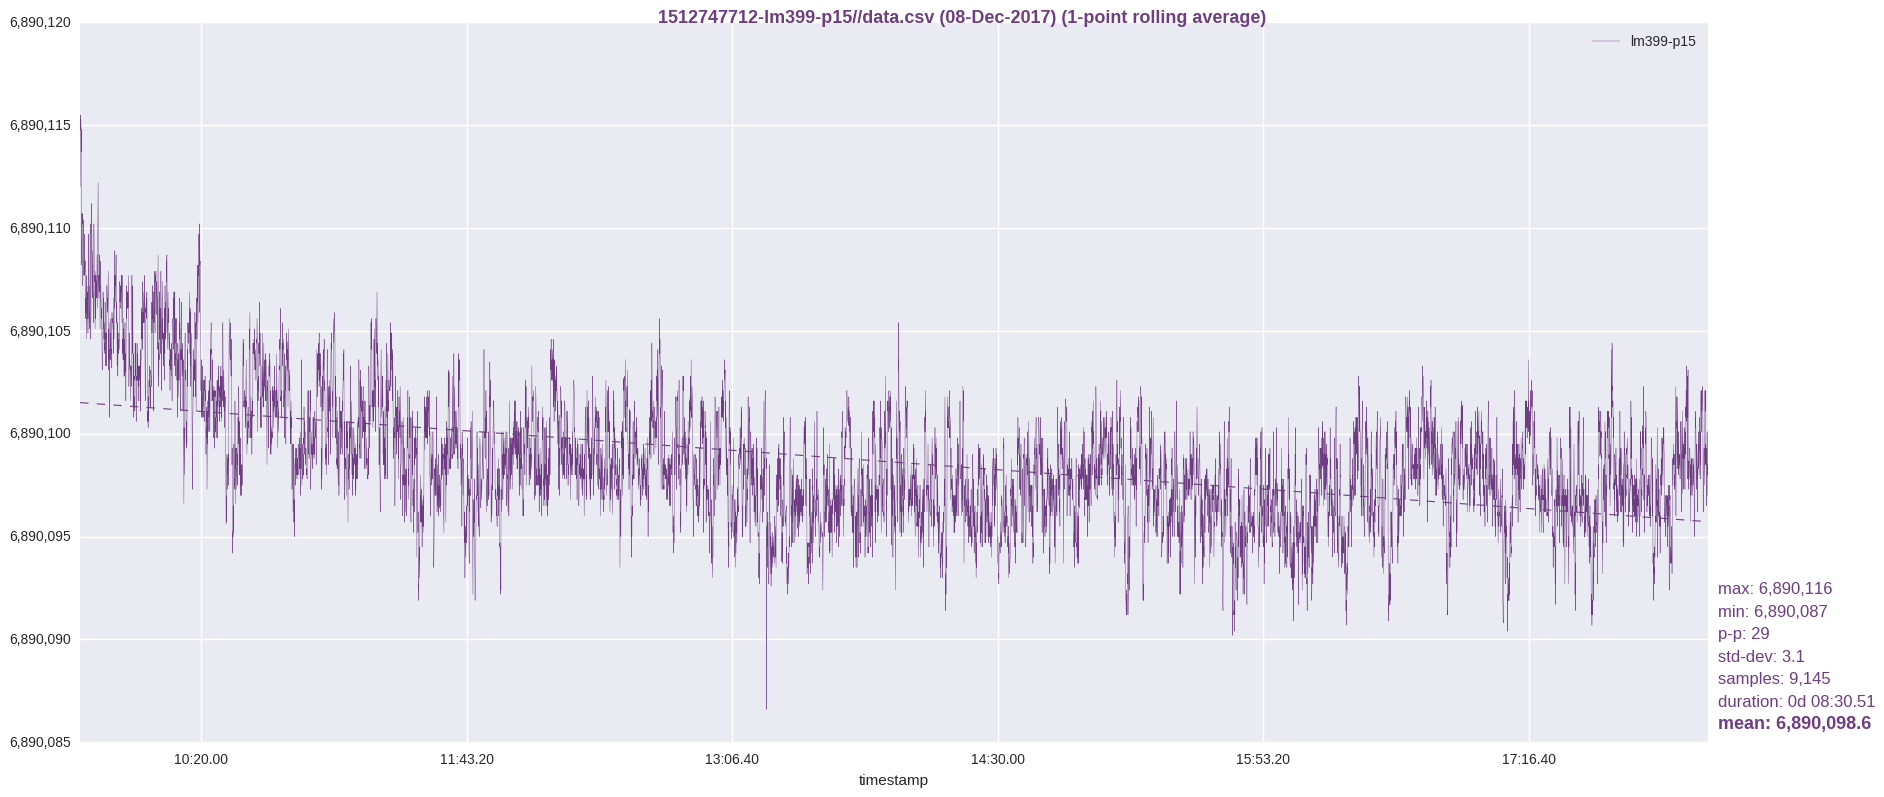 1512747712-lm399-p15//data.csv (08-Dec-2017) (1-point rolling average)
lm399-p15
6,890,120
6,890,115
6,890,110
6,890,105
6,890,100
6,890,095
6,890,090
6,890,085
10:20.00
11:43.20
13:06.40
14:30.00
15:53.20
17:16.40
timestamp
max: 6,890,116
min: 6,890,087
p-p: 29
std-dev: 3.1
samples: 9,145
duration: 0d 08:30.51
mean: 6,890,098.6